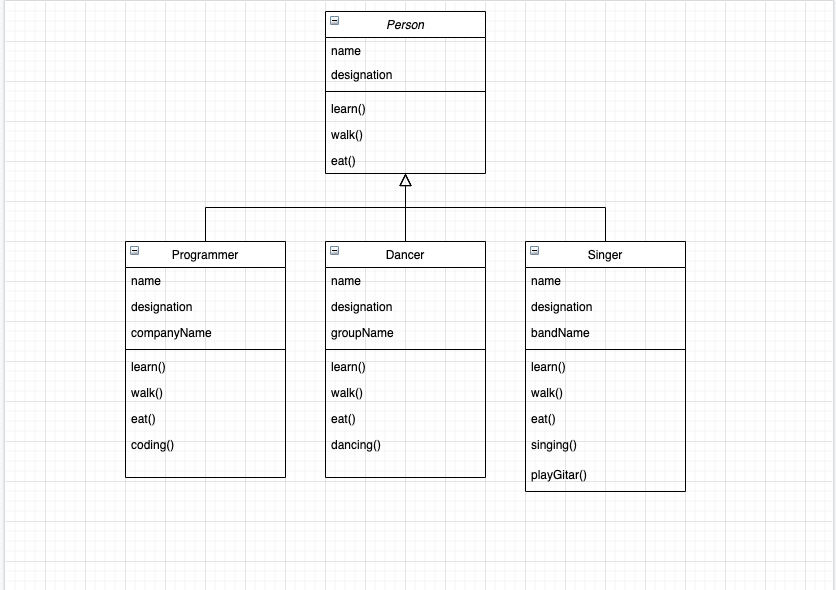 Person
name
designation
learn()
walk()
eat()
Programmer
name
designation
companyName
learn()
walk()
eat()
coding()
Dancer
name
designation
groupName
learn()
walk()
eat()
dancing()
Singer
name
designation
bandName
learn()
walk()
eat()
singing()
playGitar()